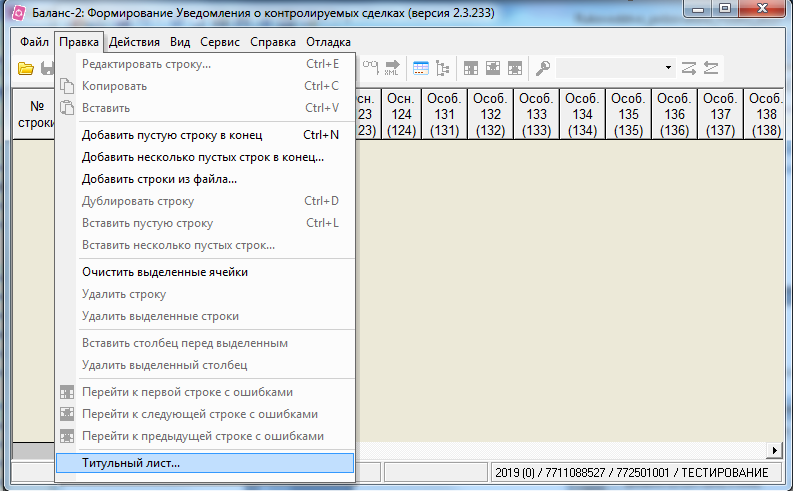 Баланс-2: Формирование Уведомления о контролируемых сделках (версия 2.3.233)
Файл Правка Действия Вид Сервис Справка Отладка
XML
№ строки
Осн. 124 (124)
Особ. 131 (131)
Особ. 132 (132)
Особ. 133 (133)
Особ. 134 (134)
Особ. 135 (135)
Особ. 136 (136)
Особ. 137 (137)
Особ. 138 (138)
Редактировать строку... Ctrl+E
Копировать Ctrl+C
Вставить Ctrl+V
Добавить пустую строку в конец Ctrl+N
Добавить несколько пустых строк в конец...
Добавить строки из файла...
Дублировать строку Ctrl+D
Вставить пустую строку Ctrl+L
Вставить несколько пустых строк...
Очистить выделенные ячейки
Удалить строку
Удалить выделенные строки
Вставить столбец перед выделенным
Удалить выделенный столбец
Перейти к первой строке с ошибками
Перейти к следующей строке с ошибками
Перейти к предыдущей строке с ошибками
Титульный лист...
2019 (0) / 7711088527 / 772501001 / ТЕСТИРОВАНИЕ